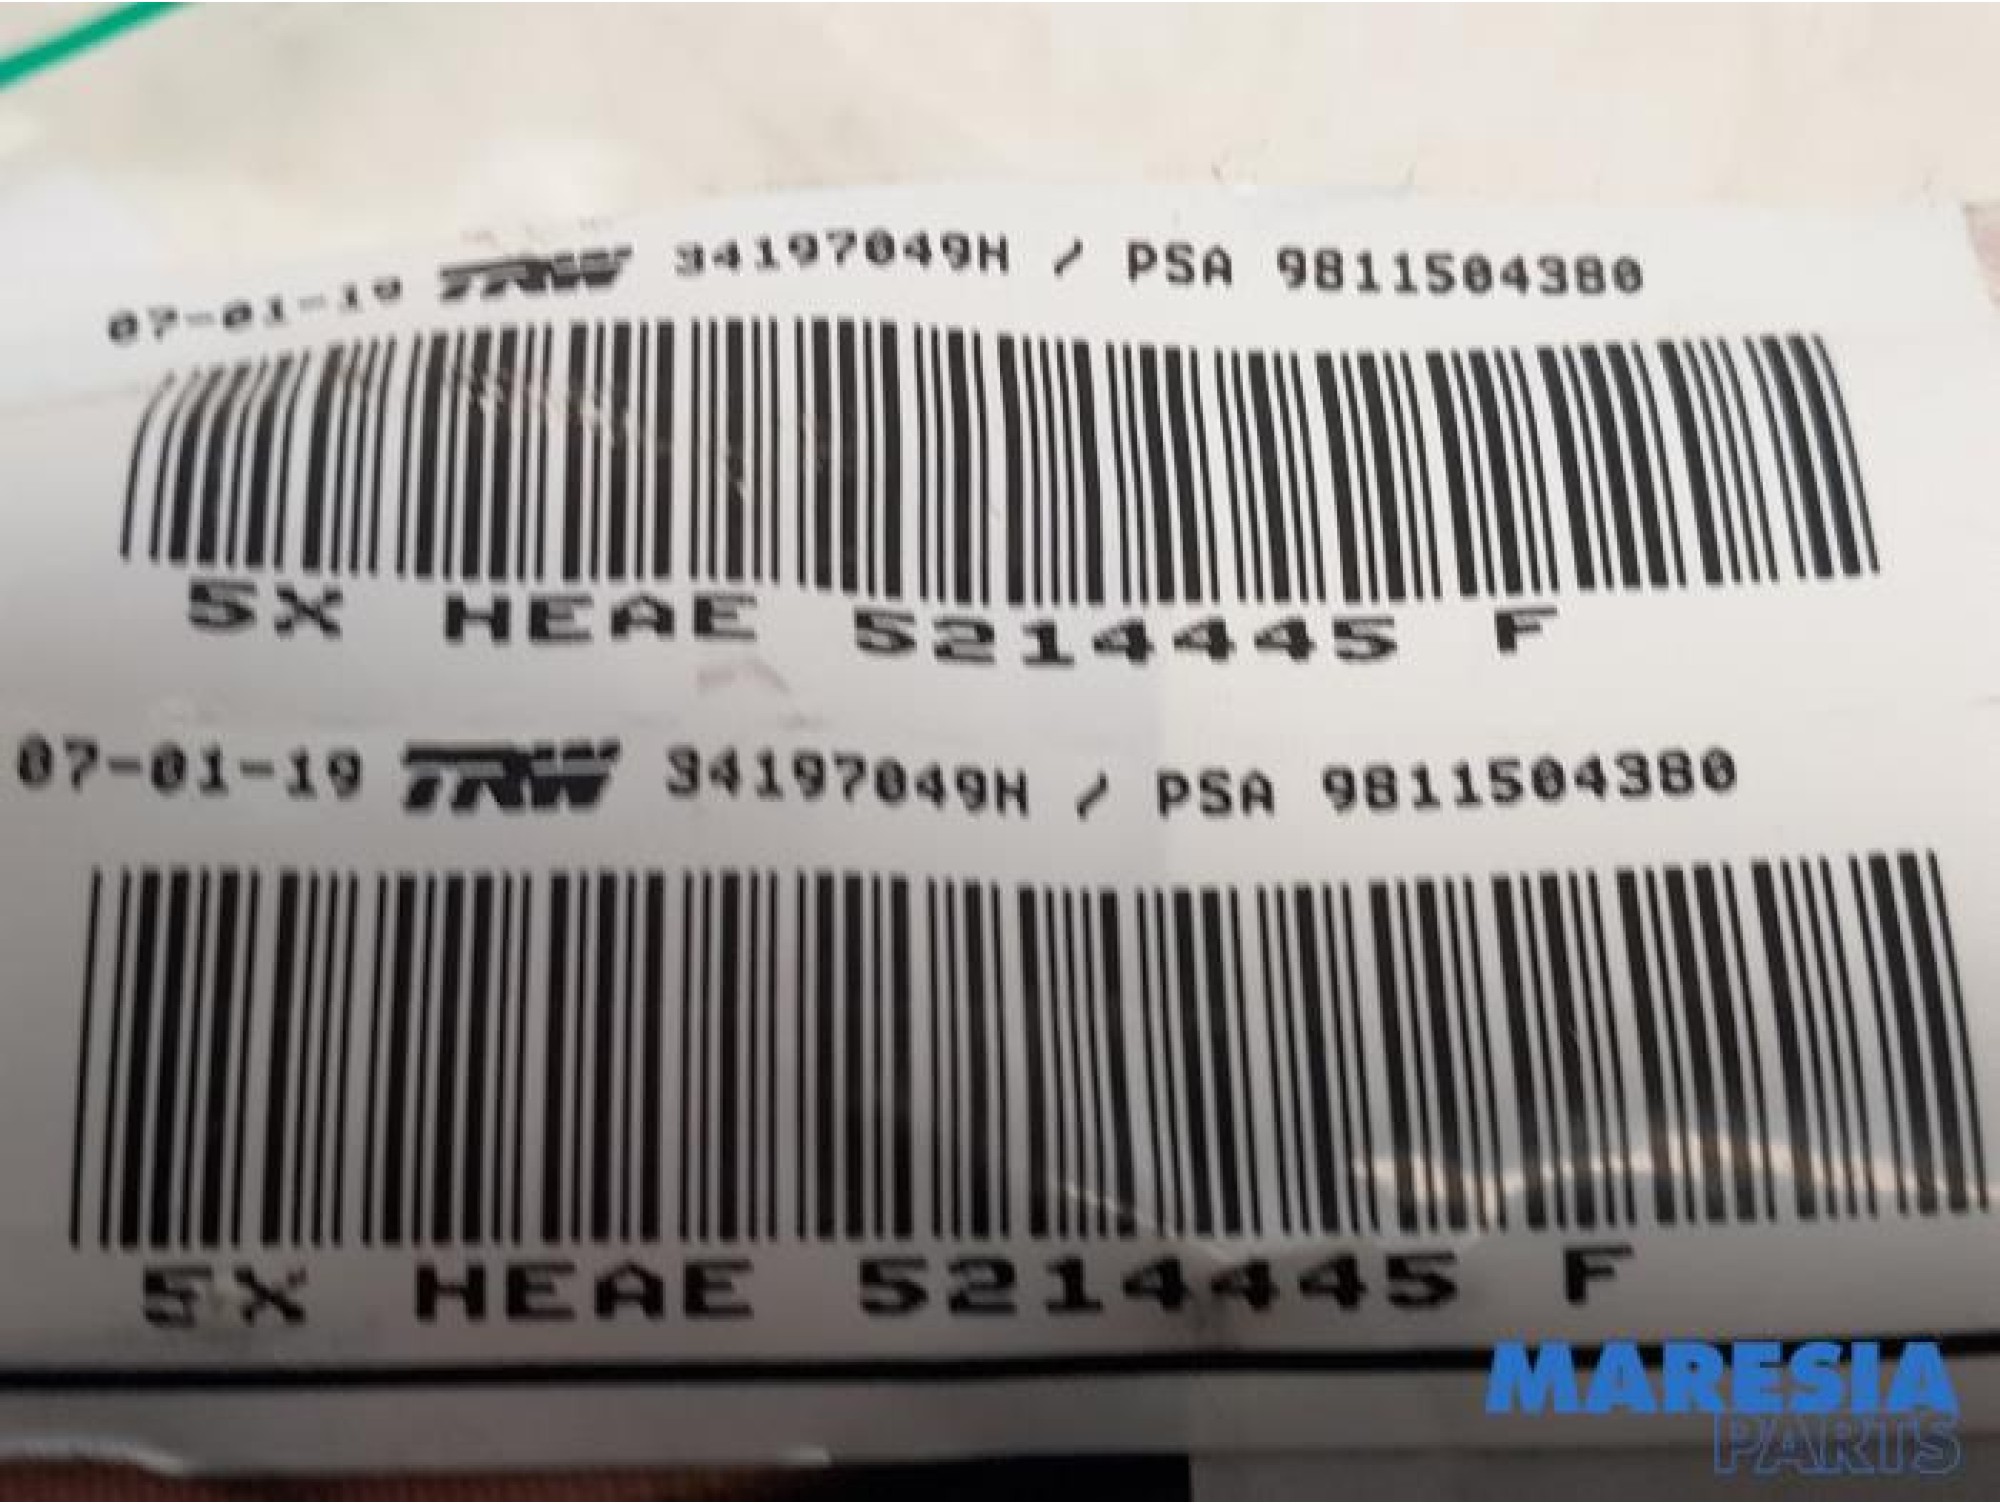 07-01-19 TRW 34197049H / PSA 9811504380
5X HEAE 5214445 F
07-01-19 TRW 34197049H / PSA 9811504380
5X HEAE 5214445 F
MARESIA
PARTS